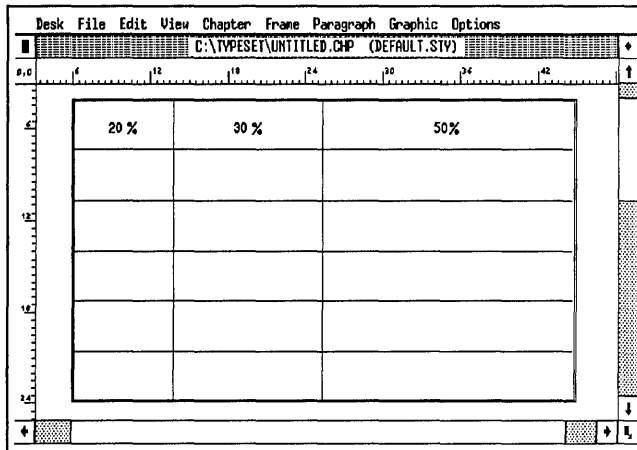 Desk File Edit View Chapter Frame Paragraph Graphic Options
C:\TYPESET\UNTITLED.CHP (DEFAULT.STY)
0,0 6 12 18 24 30 36 42
6
20 % 30 % 50%
12
18
24